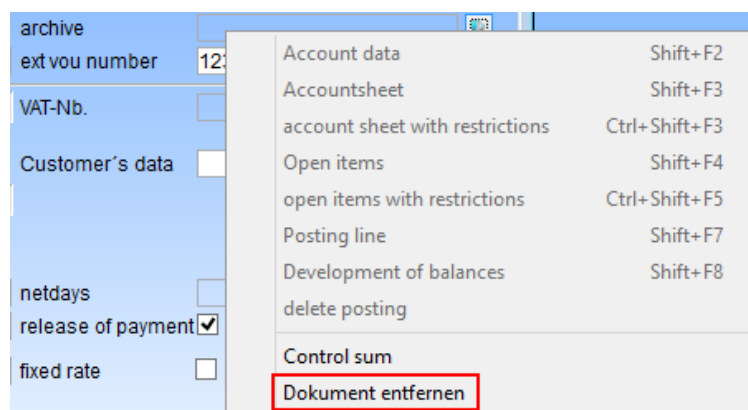 archive
ext vou number 12
VAT-Nb.
Customer´s data
netdays
release of payment
fixed rate
Account data Shift+F2
Accountsheet Shift+F3
account sheet with restrictions Ctrl+Shift+F3
Open items Shift+F4
open items with restrictions Ctrl+Shift+F5
Posting line Shift+F7
Development of balances Shift+F8
delete posting
Control sum
Dokument entfernen